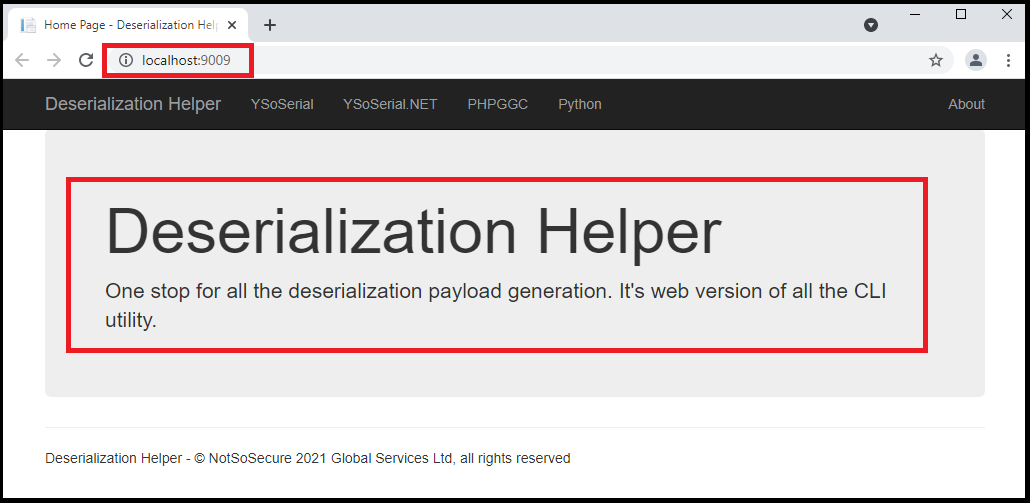 Home Page - Deserialization Hel
localhost:9009
Deserialization Helper YSoSerial YSoSerial.NET PHPGGC Python About
Deserialization Helper
One stop for all the deserialization payload generation. It's web version of all the CLI
utility.
Deserialization Helper - © NotSoSecure 2021 Global Services Ltd, all rights reserved